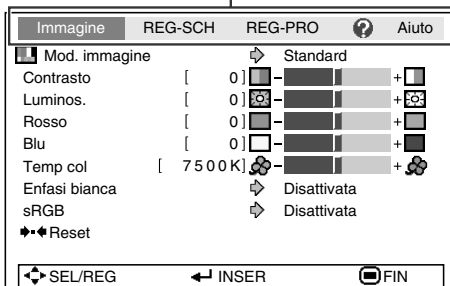 Immagine REG-SCH REG-PRO ? Aiuto
Mod. immagine Standard
Contrasto [ 0] - +
Luminos. [ 0] - +
Rosso [ 0] - +
Blu [ 0] - +
Temp col [ 7500K] - +
Enfasi bianca Disattivata
sRGB Disattivata
Reset
SEL/REG INSER FIN